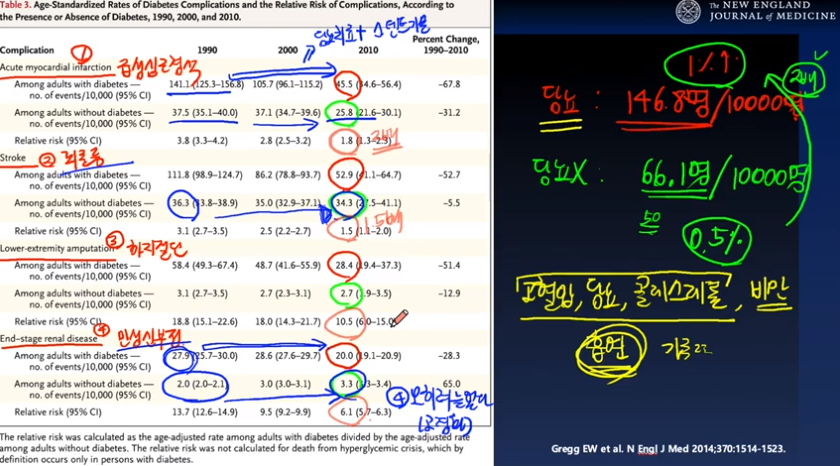 Table 3. Age-Standardized Rates of Diabetes Complications and the Relative Risk of Complications, According to
the Presence or Absence of Diabetes, 1990, 2000, and 2010.
당뇨치료 + 스텐트시술
Complication 1990 2000 2010 Percent Change, 1990–2010
① Acute myocardial infarction 급성심근경색
Among adults with diabetes — no. of events/10,000 (95% CI) 141.1 (125.3–156.8) 105.7 (96.1–115.2) 45.5 (34.6–56.4) −67.8
Among adults without diabetes — no. of events/10,000 (95% CI) 37.5 (35.1–40.0) 37.1 (34.7–39.6) 25.8 (21.6–30.1) −31.2
Relative risk (95% CI) 3.8 (3.3–4.2) 2.8 (2.5–3.2) 1.8 (1.3–2.3) 2배
Stroke ② 뇌졸중
Among adults with diabetes — no. of events/10,000 (95% CI) 111.8 (98.9–124.7) 86.2 (78.8–93.7) 52.9 (41.1–64.7) −52.7
Among adults without diabetes — no. of events/10,000 (95% CI) 36.3 (33.8–38.9) 35.0 (32.9–37.1) 34.3 (27.5–41.1) −5.5
Relative risk (95% CI) 3.1 (2.7–3.5) 2.5 (2.2–2.7) 1.5 (1.1–2.0) 1.5배
Lower-extremity amputation ③ 하지절단
Among adults with diabetes — no. of events/10,000 (95% CI) 58.4 (49.3–67.4) 48.7 (41.6–55.9) 28.4 (19.4–37.3) −51.4
Among adults without diabetes — no. of events/10,000 (95% CI) 3.1 (2.7–3.5) 2.7 (2.3–3.1) 2.7 (1.9–3.5) −12.9
Relative risk (95% CI) 18.8 (15.1–22.6) 18.0 (14.3–21.7) 10.5 (6.0–15.0)
End-stage renal disease ④ 만성신부전
Among adults with diabetes — no. of events/10,000 (95% CI) 27.9 (25.7–30.0) 28.6 (27.6–29.7) 20.0 (19.1–20.9) −28.3
Among adults without diabetes — no. of events/10,000 (95% CI) 2.0 (2.0–2.1) 3.0 (3.0–3.1) 3.3 (3.3–3.4) 65.0
Relative risk (95% CI) 13.7 (12.6–14.9) 9.5 (9.2–9.9) 6.1 (5.7–6.3)
④ 오히려 늘었다
The relative risk was calculated as the age-adjusted rate among adults with diabetes divided by the age-adjusted rate
among adults without diabetes. The relative risk was not calculated for death from hyperglycemic crisis, which by
definition occurs only in persons with diabetes.
The NEW ENGLAND
JOURNAL of MEDICINE
1%↑
2배
당뇨 : 146.8명/10000명
당뇨X : 66.1명/10000명
50
0.5%
고혈압, 당뇨, 콜레스테롤, 비만
흡연
Gregg EW et al. N Engl J Med 2014;370:1514-1523.